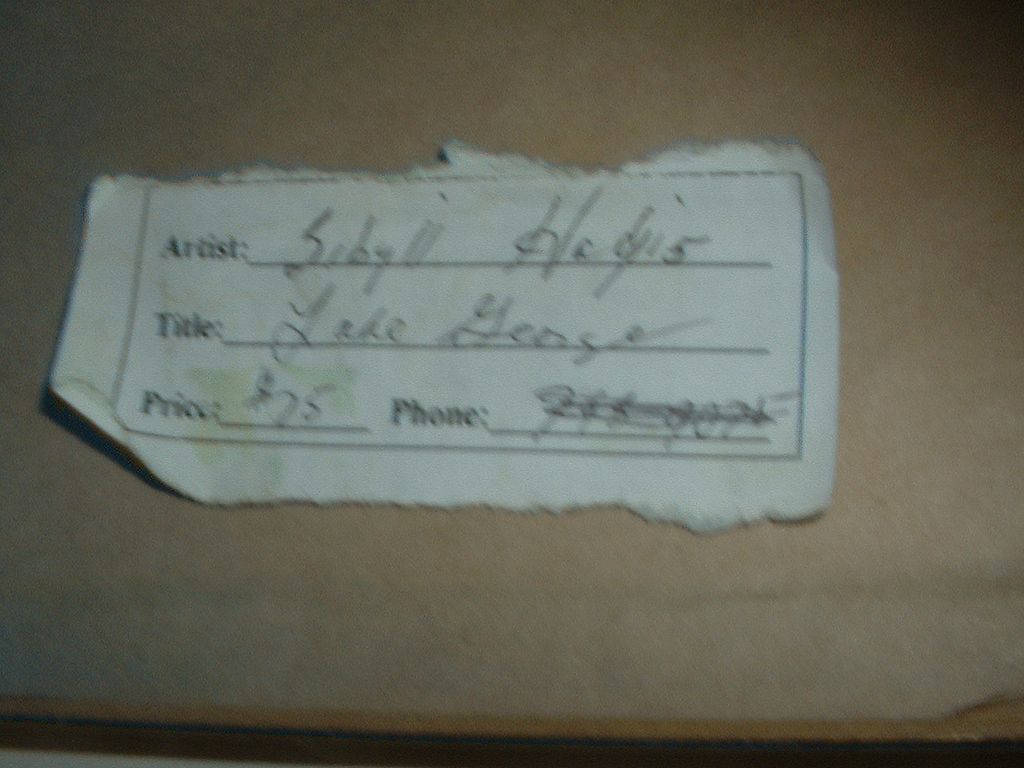 Artist: Sibyll Hadjis
Title: Lake George
Price: $75 Phone: